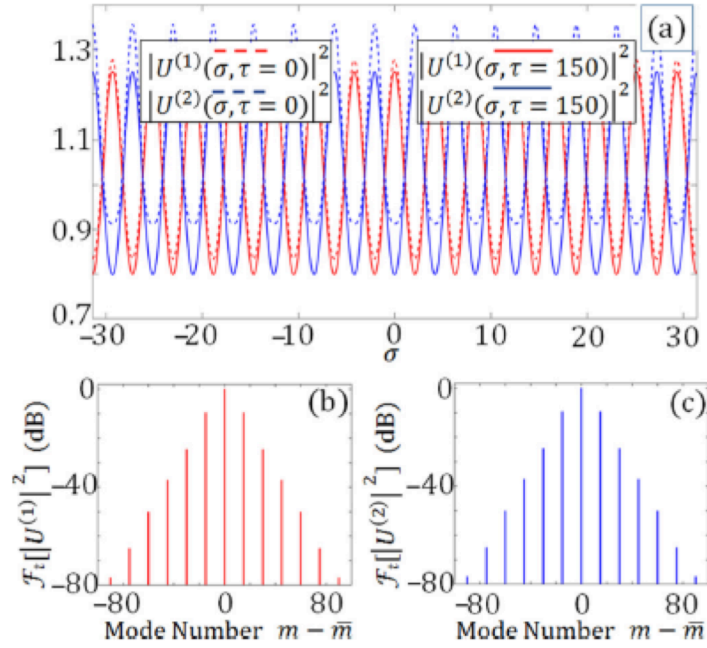 (a)
1.3
1.1
0.9
0.7
|U^(1)(σ, τ = 0)|^2
|U^(2)(σ, τ = 0)|^2
|U^(1)(σ, τ = 150)|^2
|U^(2)(σ, τ = 150)|^2
−30 −20 −10 0 10 20 30
σ
(b)
0
−40
−80
ℱ_i[|U^(1)|^2] (dB)
−80 0 80
Mode Number m − m̅
(c)
0
−40
−80
ℱ_i[|U^(2)|^2] (dB)
−80 0 80
Mode Number m − m̅